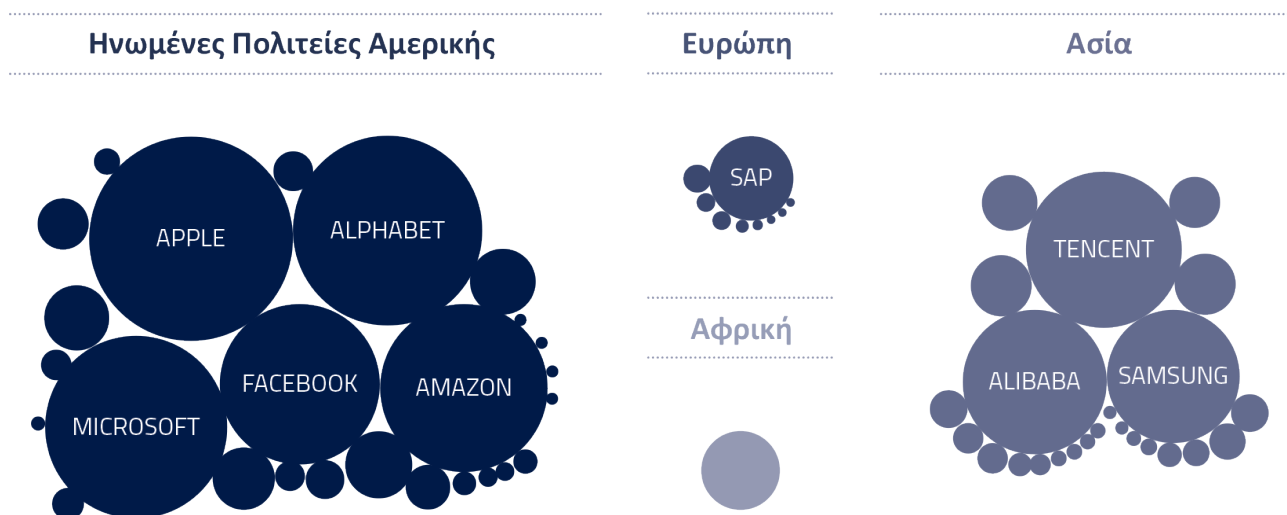 Ηνωμένες Πολιτείες Αμερικής
Ευρώπη
Ασία
APPLE
ALPHABET
MICROSOFT
FACEBOOK
AMAZON
SAP
Αφρική
TENCENT
ALIBABA
SAMSUNG